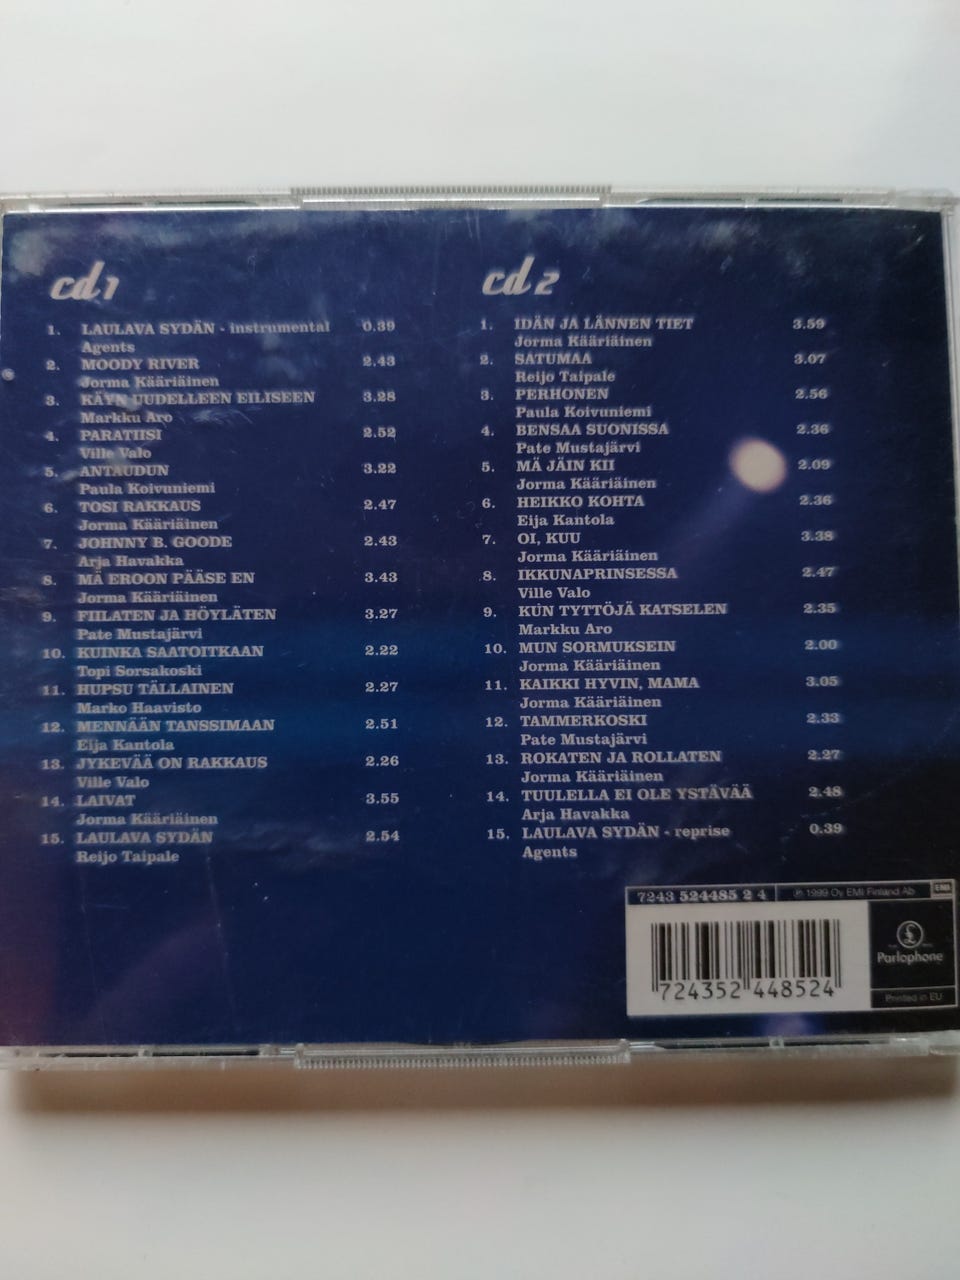 cd 1
1. LAULAVA SYDÄN - instrumental 0.39
Agents
2. MOODY RIVER 2.43
Jorma Kääriäinen
3. KÄYN UUDELLEEN EILISEEN 3.28
Markku Aro
4. PARATIISI 2.52
Ville Valo
5. ANTAUDUN 3.22
Paula Koivuniemi
6. TOSI RAKKAUS 2.47
Jorma Kääriäinen
7. JOHNNY B. GOODE 2.43
Arja Havakka
8. MÄ EROON PÄÄSE EN 3.43
Jorma Kääriäinen
9. FIILATEN JA HÖYLÄTEN 3.27
Pate Mustajärvi
10. KUINKA SAATOITKAAN 2.22
Topi Sorsakoski
11. HUPSU TÄLLAINEN 2.27
Marko Haavisto
12. MENNÄÄN TANSSIMAAN 2.51
Eija Kantola
13. JYKEVÄÄ ON RAKKAUS 2.26
Ville Valo
14. LAIVAT 3.55
Jorma Kääriäinen
15. LAULAVA SYDÄN 2.54
Reijo Taipale
cd 2
1. IDÄN JA LÄNNEN TIET 3.59
Jorma Kääriäinen
2. SATUMAA 3.07
Reijo Taipale
3. PERHONEN 2.56
Paula Koivuniemi
4. BENSAA SUONISSA 2.36
Pate Mustajärvi
5. MÄ JÄIN KII 2.09
Jorma Kääriäinen
6. HEIKKO KOHTA 2.36
Eija Kantola
7. OI, KUU 3.38
Jorma Kääriäinen
8. IKKUNAPRINSESSA 2.47
Ville Valo
9. KUN TYTTÖJÄ KATSELEN 2.35
Markku Aro
10. MUN SORMUKSEIN 2.00
Jorma Kääriäinen
11. KAIKKI HYVIN, MAMA 3.05
Jorma Kääriäinen
12. TAMMERKOSKI 2.33
Pate Mustajärvi
13. ROKATEN JA ROLLATEN 2.27
Jorma Kääriäinen
14. TUULELLA EI OLE YSTÄVÄÄ 2.48
Arja Havakka
15. LAULAVA SYDÄN - reprise 0.39
Agents
7243 524485 2 4 ℗ 1999 Oy EMI Finland Ab EMI
£
Parlophone
724352 448524
Printed in EU